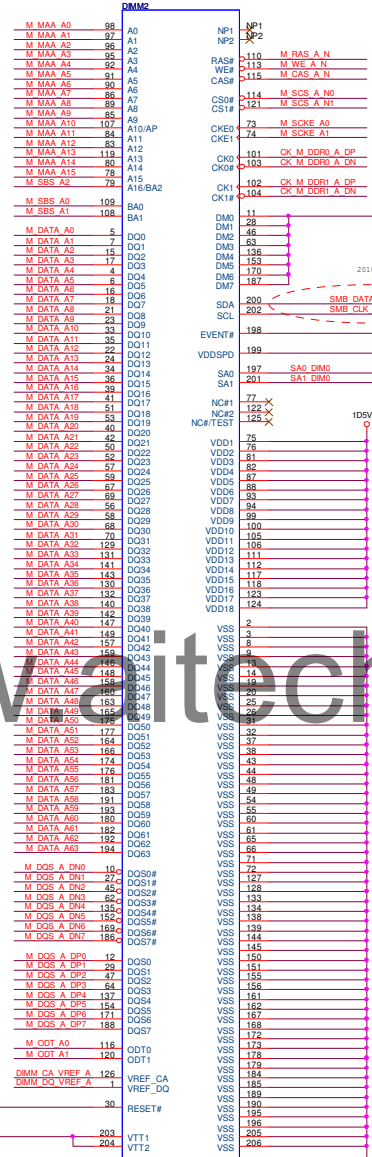 DIMM2
M_MAA_A0 98 A0
M_MAA_A1 97 A1
M_MAA_A2 96 A2
M_MAA_A3 95 A3
M_MAA_A4 92 A4
M_MAA_A5 91 A5
M_MAA_A6 90 A6
M_MAA_A7 86 A7
M_MAA_A8 89 A8
M_MAA_A9 85 A9
M_MAA_A10 107 A10/AP
M_MAA_A11 84 A11
M_MAA_A12 83 A12
M_MAA_A13 119 A13
M_MAA_A14 80 A14
M_MAA_A15 78 A15
M_SBS_A2 79 A16/BA2
M_SBS_A0 109 BA0
M_SBS_A1 108 BA1
M_DATA_A0 5 DQ0
M_DATA_A1 7 DQ1
M_DATA_A2 15 DQ2
M_DATA_A3 17 DQ3
M_DATA_A4 4 DQ4
M_DATA_A5 6 DQ5
M_DATA_A6 16 DQ6
M_DATA_A7 18 DQ7
M_DATA_A8 21 DQ8
M_DATA_A9 23 DQ9
M_DATA_A10 33 DQ10
M_DATA_A11 35 DQ11
M_DATA_A12 22 DQ12
M_DATA_A13 24 DQ13
M_DATA_A14 34 DQ14
M_DATA_A15 36 DQ15
M_DATA_A16 39 DQ16
M_DATA_A17 41 DQ17
M_DATA_A18 51 DQ18
M_DATA_A19 53 DQ19
M_DATA_A20 40 DQ20
M_DATA_A21 42 DQ21
M_DATA_A22 50 DQ22
M_DATA_A23 52 DQ23
M_DATA_A24 57 DQ24
M_DATA_A25 59 DQ25
M_DATA_A26 67 DQ26
M_DATA_A27 69 DQ27
M_DATA_A28 56 DQ28
M_DATA_A29 58 DQ29
M_DATA_A30 68 DQ30
M_DATA_A31 70 DQ31
M_DATA_A32 129 DQ32
M_DATA_A33 131 DQ33
M_DATA_A34 141 DQ34
M_DATA_A35 143 DQ35
M_DATA_A36 130 DQ36
M_DATA_A37 132 DQ37
M_DATA_A38 140 DQ38
M_DATA_A39 142 DQ39
M_DATA_A40 147 DQ40
M_DATA_A41 149 DQ41
M_DATA_A42 157 DQ42
M_DATA_A43 159 DQ43
M_DATA_A44 146 DQ44
M_DATA_A45 148 DQ45
M_DATA_A46 158 DQ46
M_DATA_A47 160 DQ47
M_DATA_A48 163 DQ48
M_DATA_A49 165 DQ49
M_DATA_A50 175 DQ50
M_DATA_A51 177 DQ51
M_DATA_A52 164 DQ52
M_DATA_A53 166 DQ53
M_DATA_A54 174 DQ54
M_DATA_A55 176 DQ55
M_DATA_A56 181 DQ56
M_DATA_A57 183 DQ57
M_DATA_A58 191 DQ58
M_DATA_A59 193 DQ59
M_DATA_A60 180 DQ60
M_DATA_A61 182 DQ61
M_DATA_A62 192 DQ62
M_DATA_A63 194 DQ63
M_DQS_A_DN0 10 DQS0#
M_DQS_A_DN1 27 DQS1#
M_DQS_A_DN2 45 DQS2#
M_DQS_A_DN3 62 DQS3#
M_DQS_A_DN4 135 DQS4#
M_DQS_A_DN5 152 DQS5#
M_DQS_A_DN6 169 DQS6#
M_DQS_A_DN7 186 DQS7#
M_DQS_A_DP0 12 DQS0
M_DQS_A_DP1 29 DQS1
M_DQS_A_DP2 47 DQS2
M_DQS_A_DP3 64 DQS3
M_DQS_A_DP4 137 DQS4
M_DQS_A_DP5 154 DQS5
M_DQS_A_DP6 171 DQS6
M_DQS_A_DP7 188 DQS7
M_ODT_A0 116 ODT0
M_ODT_A1 120 ODT1
DIMM_CA_VREF_A 126 VREF_CA
DIMM_DQ_VREF_A 1 VREF_DQ
30 RESET#
203 VTT1
204 VTT2
NP1 NP1
NP2 NP2
RAS# 110 M_RAS_A_N
WE# 113 M_WE_A_N
CAS# 115 M_CAS_A_N
CS0# 114 M_SCS_A_N0
CS1# 121 M_SCS_A_N1
CKE0 73 M_SCKE_A0
CKE1 74 M_SCKE_A1
CK0 101 CK_M_DDR0_A_DP
CK0# 103 CK_M_DDR0_A_DN
CK1 102 CK_M_DDR1_A_DP
CK1# 104 CK_M_DDR1_A_DN
DM0 11
DM1 28
DM2 46
DM3 63
DM4 136
DM5 153
DM6 170
DM7 187
2010
SDA 200 SMB_DATA
SCL 202 SMB_CLK
EVENT# 198
VDDSPD 199
SA0 197 SA0_DIM0
SA1 201 SA1_DIM0
NC#1 77
NC#2 122
NC#/TEST 125
1D5V
VDD1 75
VDD2 76
VDD3 81
VDD4 82
VDD5 87
VDD6 88
VDD7 93
VDD8 94
VDD9 99
VDD10 100
VDD11 105
VDD12 106
VDD13 111
VDD14 112
VDD15 117
VDD16 118
VDD17 123
VDD18 124
VSS 2
VSS 3
VSS 8
VSS 9
VSS 13
VSS 14
VSS 19
VSS 20
VSS 25
VSS 26
VSS 31
VSS 32
VSS 37
VSS 38
VSS 43
VSS 44
VSS 48
VSS 49
VSS 54
VSS 55
VSS 60
VSS 61
VSS 65
VSS 66
VSS 71
VSS 72
VSS 127
VSS 128
VSS 133
VSS 134
VSS 138
VSS 139
VSS 144
VSS 145
VSS 150
VSS 151
VSS 155
VSS 156
VSS 161
VSS 162
VSS 167
VSS 168
VSS 172
VSS 173
VSS 178
VSS 179
VSS 184
VSS 185
VSS 189
VSS 190
VSS 195
VSS 196
VSS 205
VSS 206
w.aitech